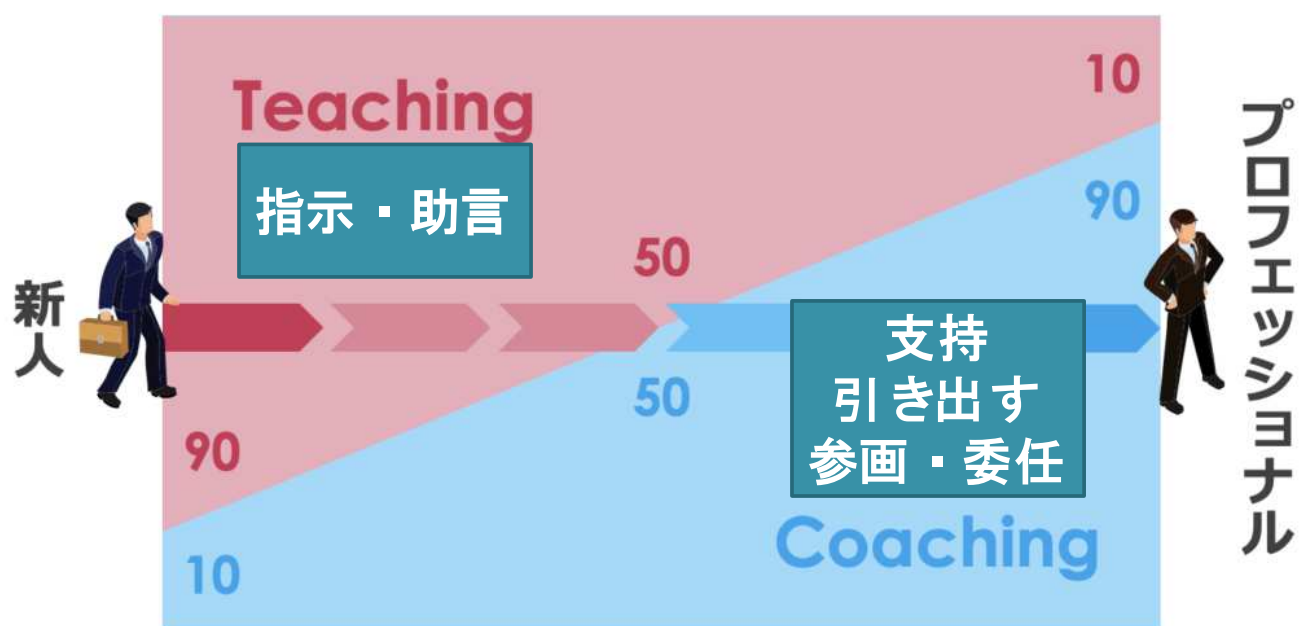 Teaching
指示・助言
10
90
50
新人
プロフェッショナル
支持
引き出す
参画・委任
50
90
10
Coaching